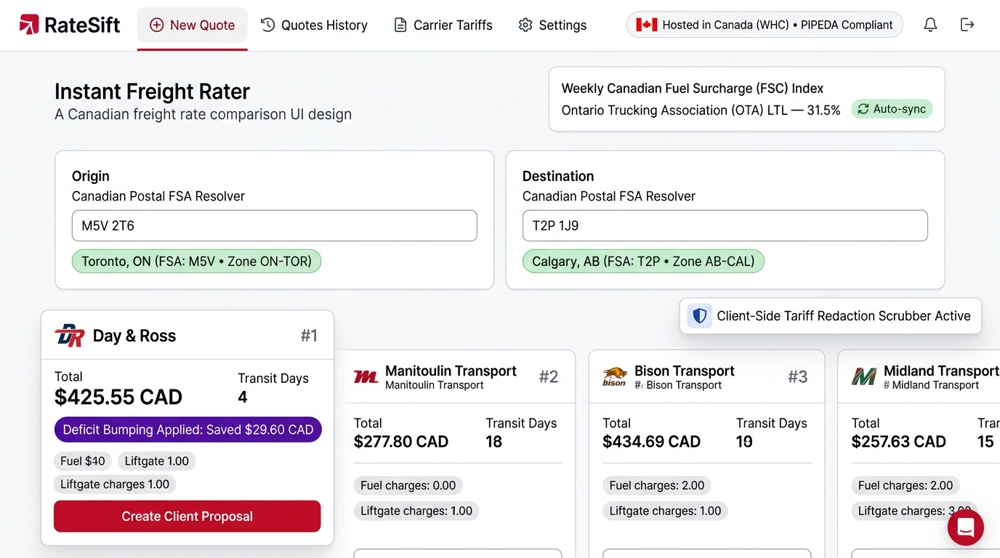 RateSift
New Quote
Quotes History
Carrier Tariffs
Settings
Hosted in Canada (WHC) • PIPEDA Compliant
Instant Freight Rater
A Canadian freight rate comparison UI design
Weekly Canadian Fuel Surcharge (FSC) Index
Ontario Trucking Association (OTA) LTL — 31.5%
Auto-sync
Origin
Canadian Postal FSA Resolver
M5V 2T6
Toronto, ON (FSA: M5V • Zone ON-TOR)
Destination
Canadian Postal FSA Resolver
T2P 1J9
Calgary, AB (FSA: T2P • Zone AB-CAL)
Client-Side Tariff Redaction Scrubber Active
DR
Day & Ross
#1
Total
$425.55 CAD
Transit Days
4
Deficit Bumping Applied: Saved $29.60 CAD
Fuel $40
Liftgate 1.00
Liftgate charges 1.00
Create Client Proposal
Manitoulin Transport
Manitoulin Transport
#2
Total
$277.80 CAD
Transit Days
18
Fuel charges: 0.00
Liftgate charges: 1.00
bison
Bison Transport
Bison Transport
#3
Total
$434.69 CAD
Transit Days
Fuel charges: 2.00
Liftgate charges: 1.00
Midland Transport
Midland Transport
Total
$257.63 CAD
Tran
15
Fuel charges: 2.00
Liftgate charges: